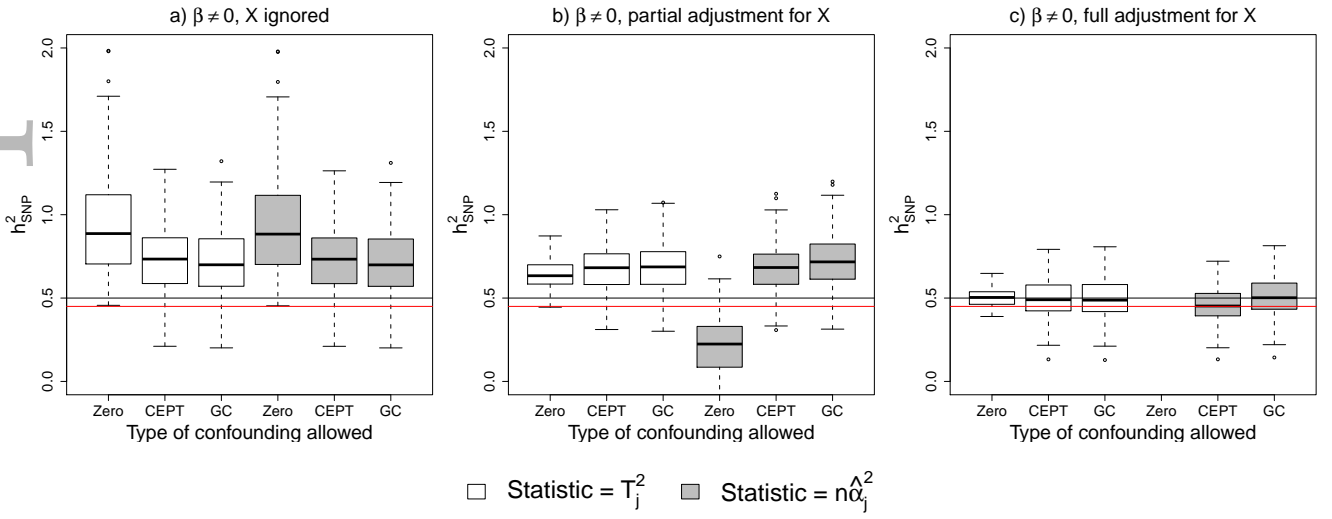 a) β ≠ 0, X ignored
2.0
1.5
1.0
0.5
0.0
h²SNP
Zero CEPT GC Zero CEPT GC
Type of confounding allowed
b) β ≠ 0, partial adjustment for X
2.0
1.5
1.0
0.5
0.0
h²SNP
Zero CEPT GC Zero CEPT GC
Type of confounding allowed
c) β ≠ 0, full adjustment for X
2.0
1.5
1.0
0.5
0.0
h²SNP
Zero CEPT GC Zero CEPT GC
Type of confounding allowed
Statistic = T²j Statistic = nα̂²j